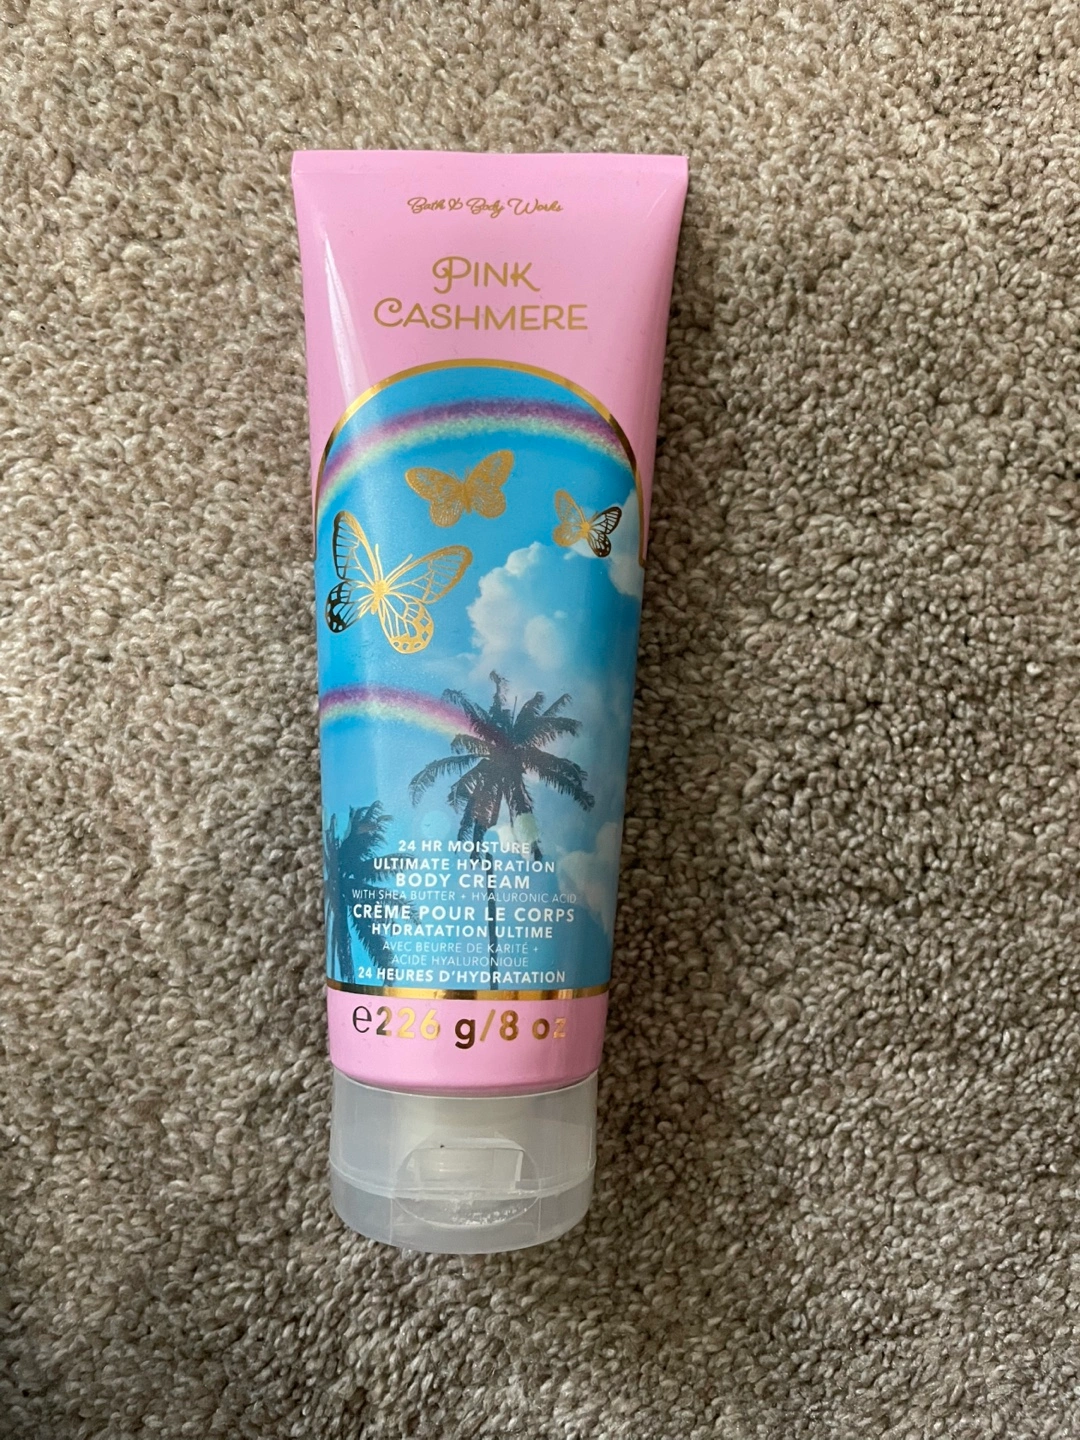 Bath & Body Works
PINK
CASHMERE
24 HR MOISTURE
ULTIMATE HYDRATION
BODY CREAM
WITH SHEA BUTTER + HYALURONIC ACID
CRÈME POUR LE CORPS
HYDRATATION ULTIME
AVEC BEURRE DE KARITÉ +
ACIDE HYALURONIQUE
24 HEURES D'HYDRATATION
℮226 g/8 oz